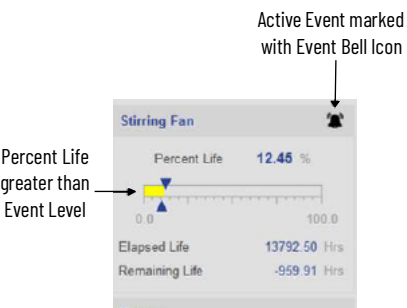 Active Event marked
with Event Bell Icon
Stirring Fan
Percent Life
greater than
Event Level
Percent Life 12.45 %
0.0 100.0
Elapsed Life 13792.50 Hrs
Remaining Life -959.91 Hrs